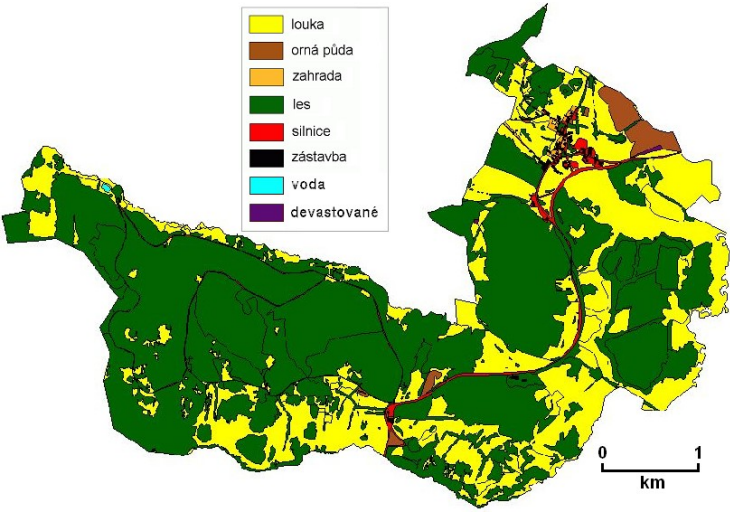 louka
orná půda
zahrada
les
silnice
zástavba
voda
devastované
0 1
km